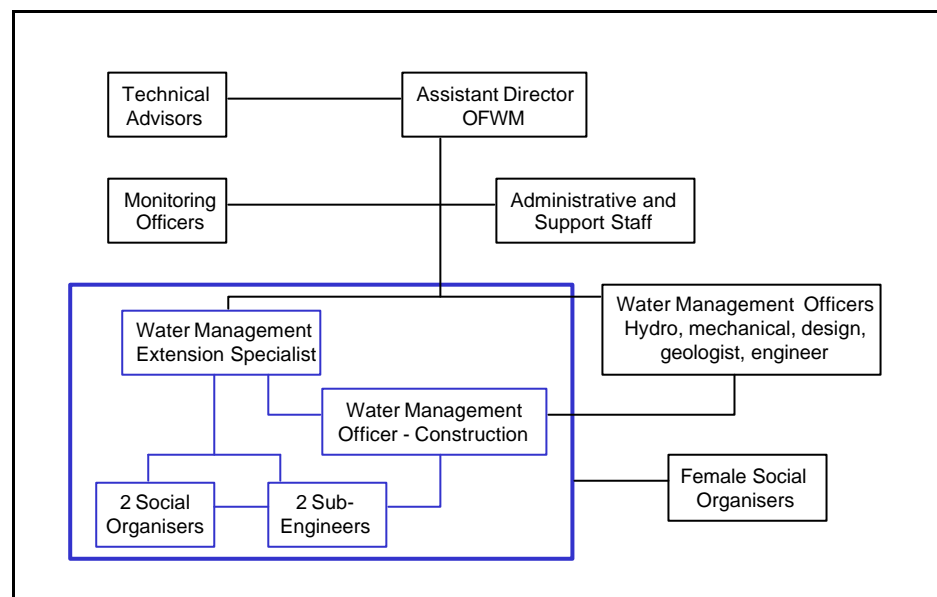 Technical
Advisors
Assistant Director
OFWM
Monitoring
Officers
Administrative and
Support Staff
Water Management
Extension Specialist
Water Management Officers
Hydro, mechanical, design,
geologist, engineer
Water Management
Officer - Construction
2 Social
Organisers
2 Sub-
Engineers
Female Social
Organisers